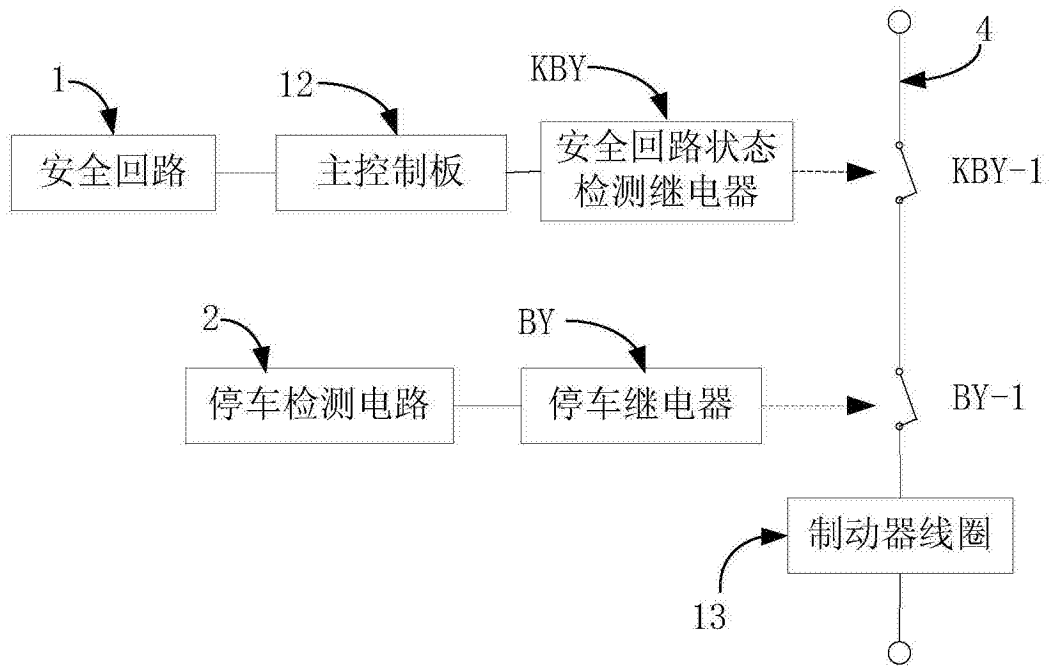 4
KBY
1
12
安全回路
主控制板
安全回路状态
检测继电器
KBY-1
2
BY
停车检测电路
停车继电器
BY-1
制动器线圈
13